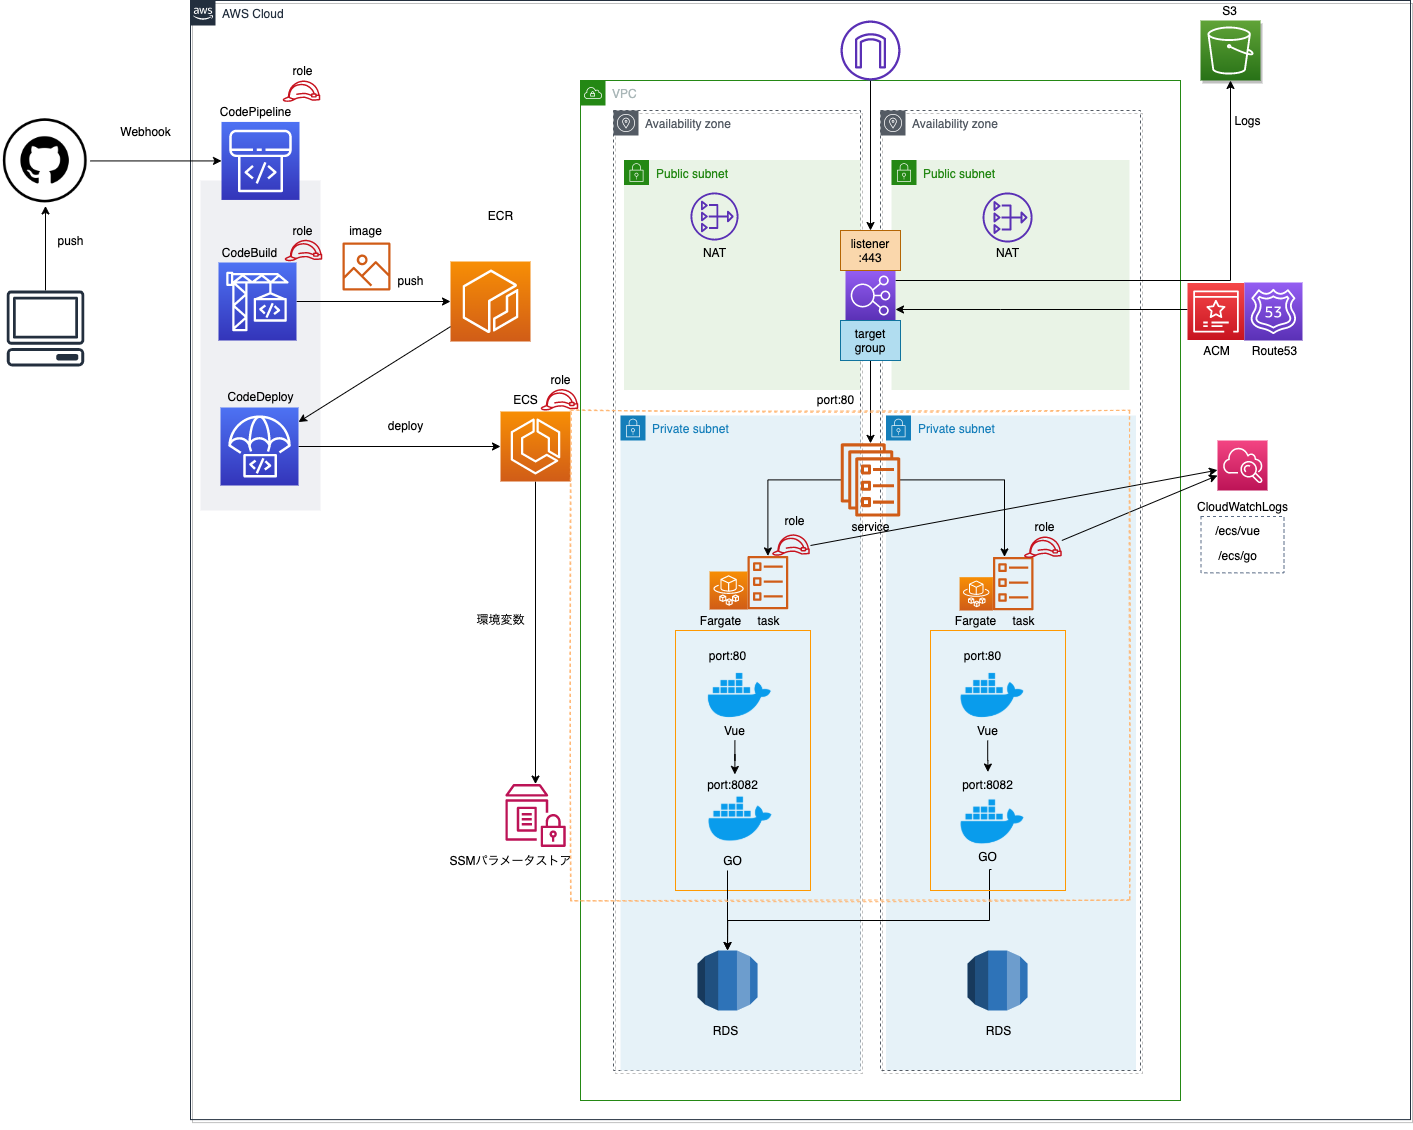 aws
AWS Cloud
S3
role
CodePipeline
VPC
Webhook
Logs
Availability zone
Availability zone
Public subnet
Public subnet
ECR
push
role
image
CodeBuild
push
NAT
listener
:443
NAT
53
target
group
ACM
Route53
role
CodeDeploy
ECS
port:80
deploy
Private subnet
Private subnet
CloudWatchLogs
/ecs/vue
/ecs/go
service
role
role
環境変数
Fargate
task
Fargate
task
port:80
port:80
Vue
Vue
port:8082
port:8082
SSMパラメータストア
GO
GO
RDS
RDS